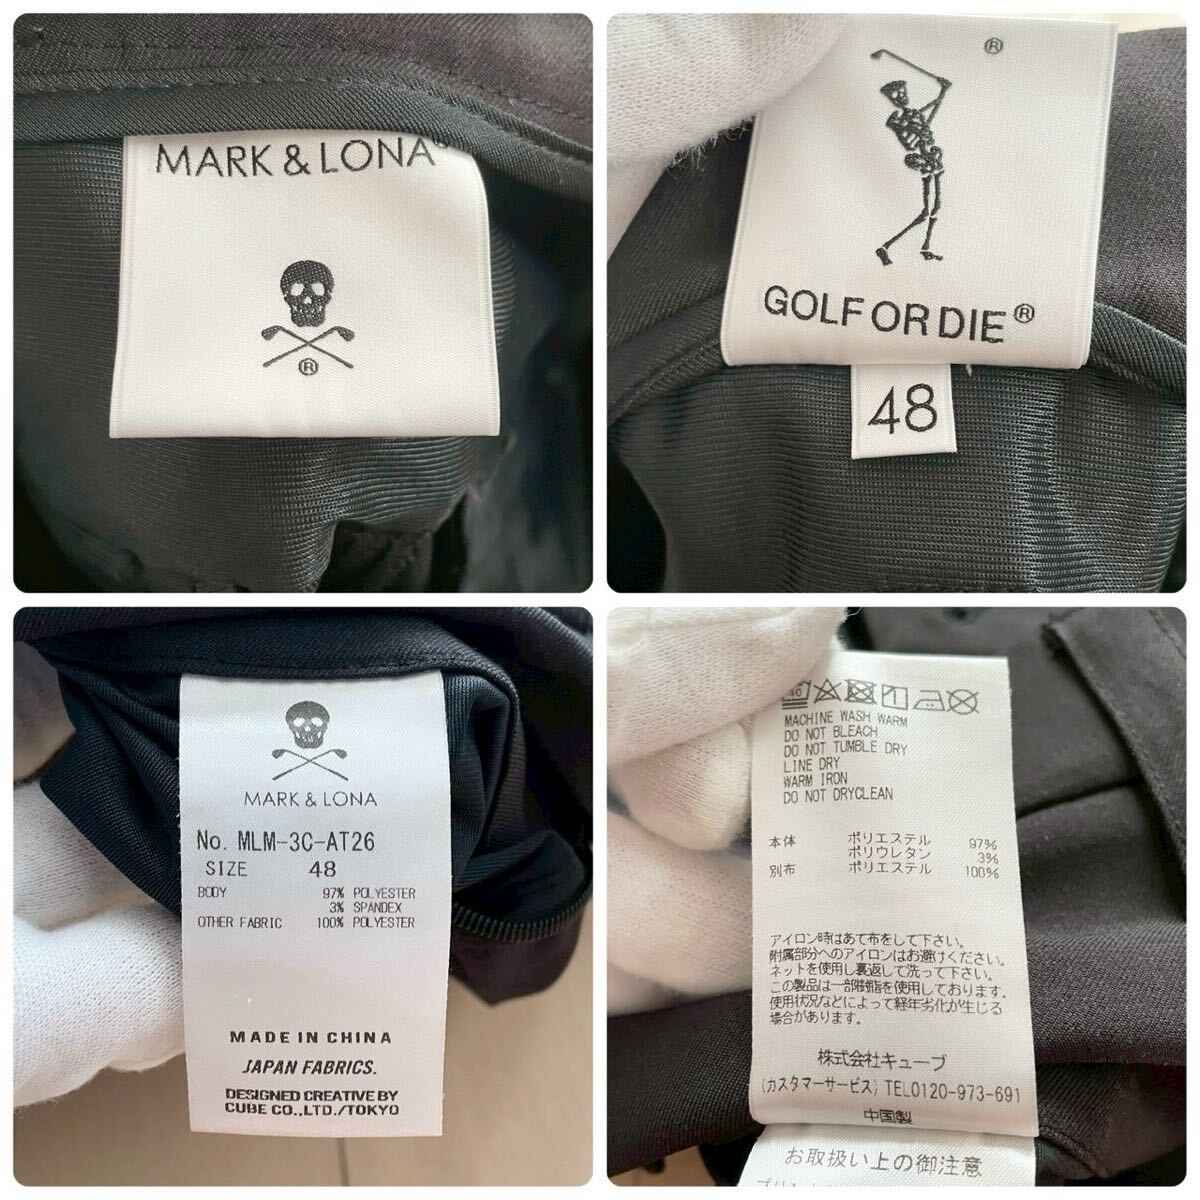 MARK & LONA®
®
®
GOLF OR DIE®
48
MARK & LONA
No. MLM-3C-AT26
SIZE 48
BODY 97% POLYESTER
3% SPANDEX
OTHER FABRIC 100% POLYESTER
MADE IN CHINA
JAPAN FABRICS.
DESIGNED CREATIVE BY
CUBE CO.,LTD./TOKYO
40
MACHINE WASH WARM
DO NOT BLEACH
DO NOT TUMBLE DRY
LINE DRY
WARM IRON
DO NOT DRYCLEAN
本体 ポリエステル 97%
ポリウレタン 3%
別布 ポリエステル 100%
アイロン時はあて布をして下さい。
附属部分へのアイロンはお避けください。
ネットを使用し裏返して洗って下さい。
この製品は一部樹脂を使用しております。
使用状況などによって経年劣化が生じる
場合があります。
株式会社キューブ
(カスタマーサービス) TEL0120-973-691
中国製
お取扱い上の御注意